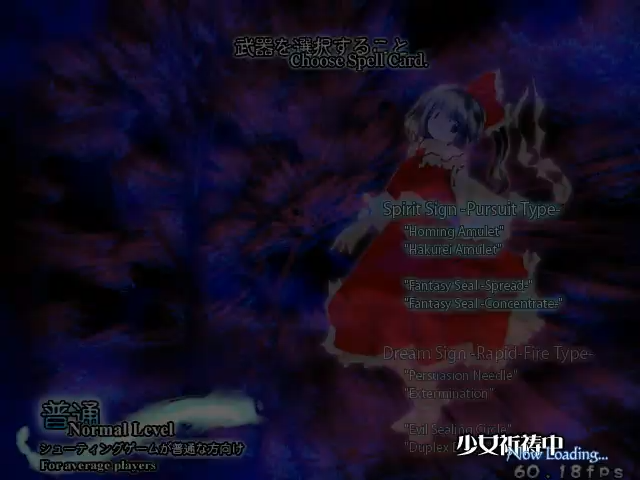 武器を選択すること
Choose Spell Card.
Spirit Sign -Pursuit Type-
"Homing Amulet"
"Hakurei Amulet"
"Fantasy Seal -Spread-"
"Fantasy Seal -Concentrate-"
Dream Sign -Rapid-Fire Type-
"Persuasion Needle"
"Extermination"
"Evil Sealing Circle"
"Duplex
普通
Normal Level
シューティングゲームが普通な方向け
For average players
少女祈祷中
Now Loading...
60.18fps